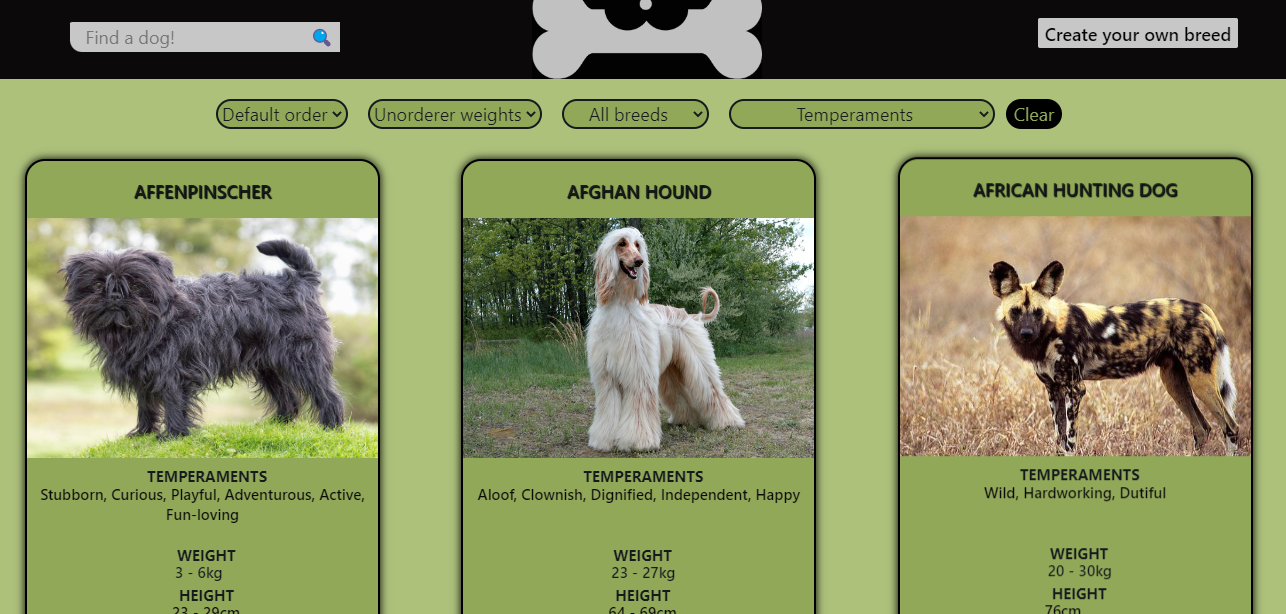 Find a dog!
Create your own breed
Default order
Unorderer weights
All breeds
Temperaments
Clear
AFFENPINSCHER
AFGHAN HOUND
AFRICAN HUNTING DOG
TEMPERAMENTS
Stubborn, Curious, Playful, Adventurous, Active,
Fun-loving
WEIGHT
3 - 6kg
HEIGHT
23 - 29cm
TEMPERAMENTS
Aloof, Clownish, Dignified, Independent, Happy
WEIGHT
23 - 27kg
HEIGHT
64 - 69cm
TEMPERAMENTS
Wild, Hardworking, Dutiful
WEIGHT
20 - 30kg
HEIGHT
76cm